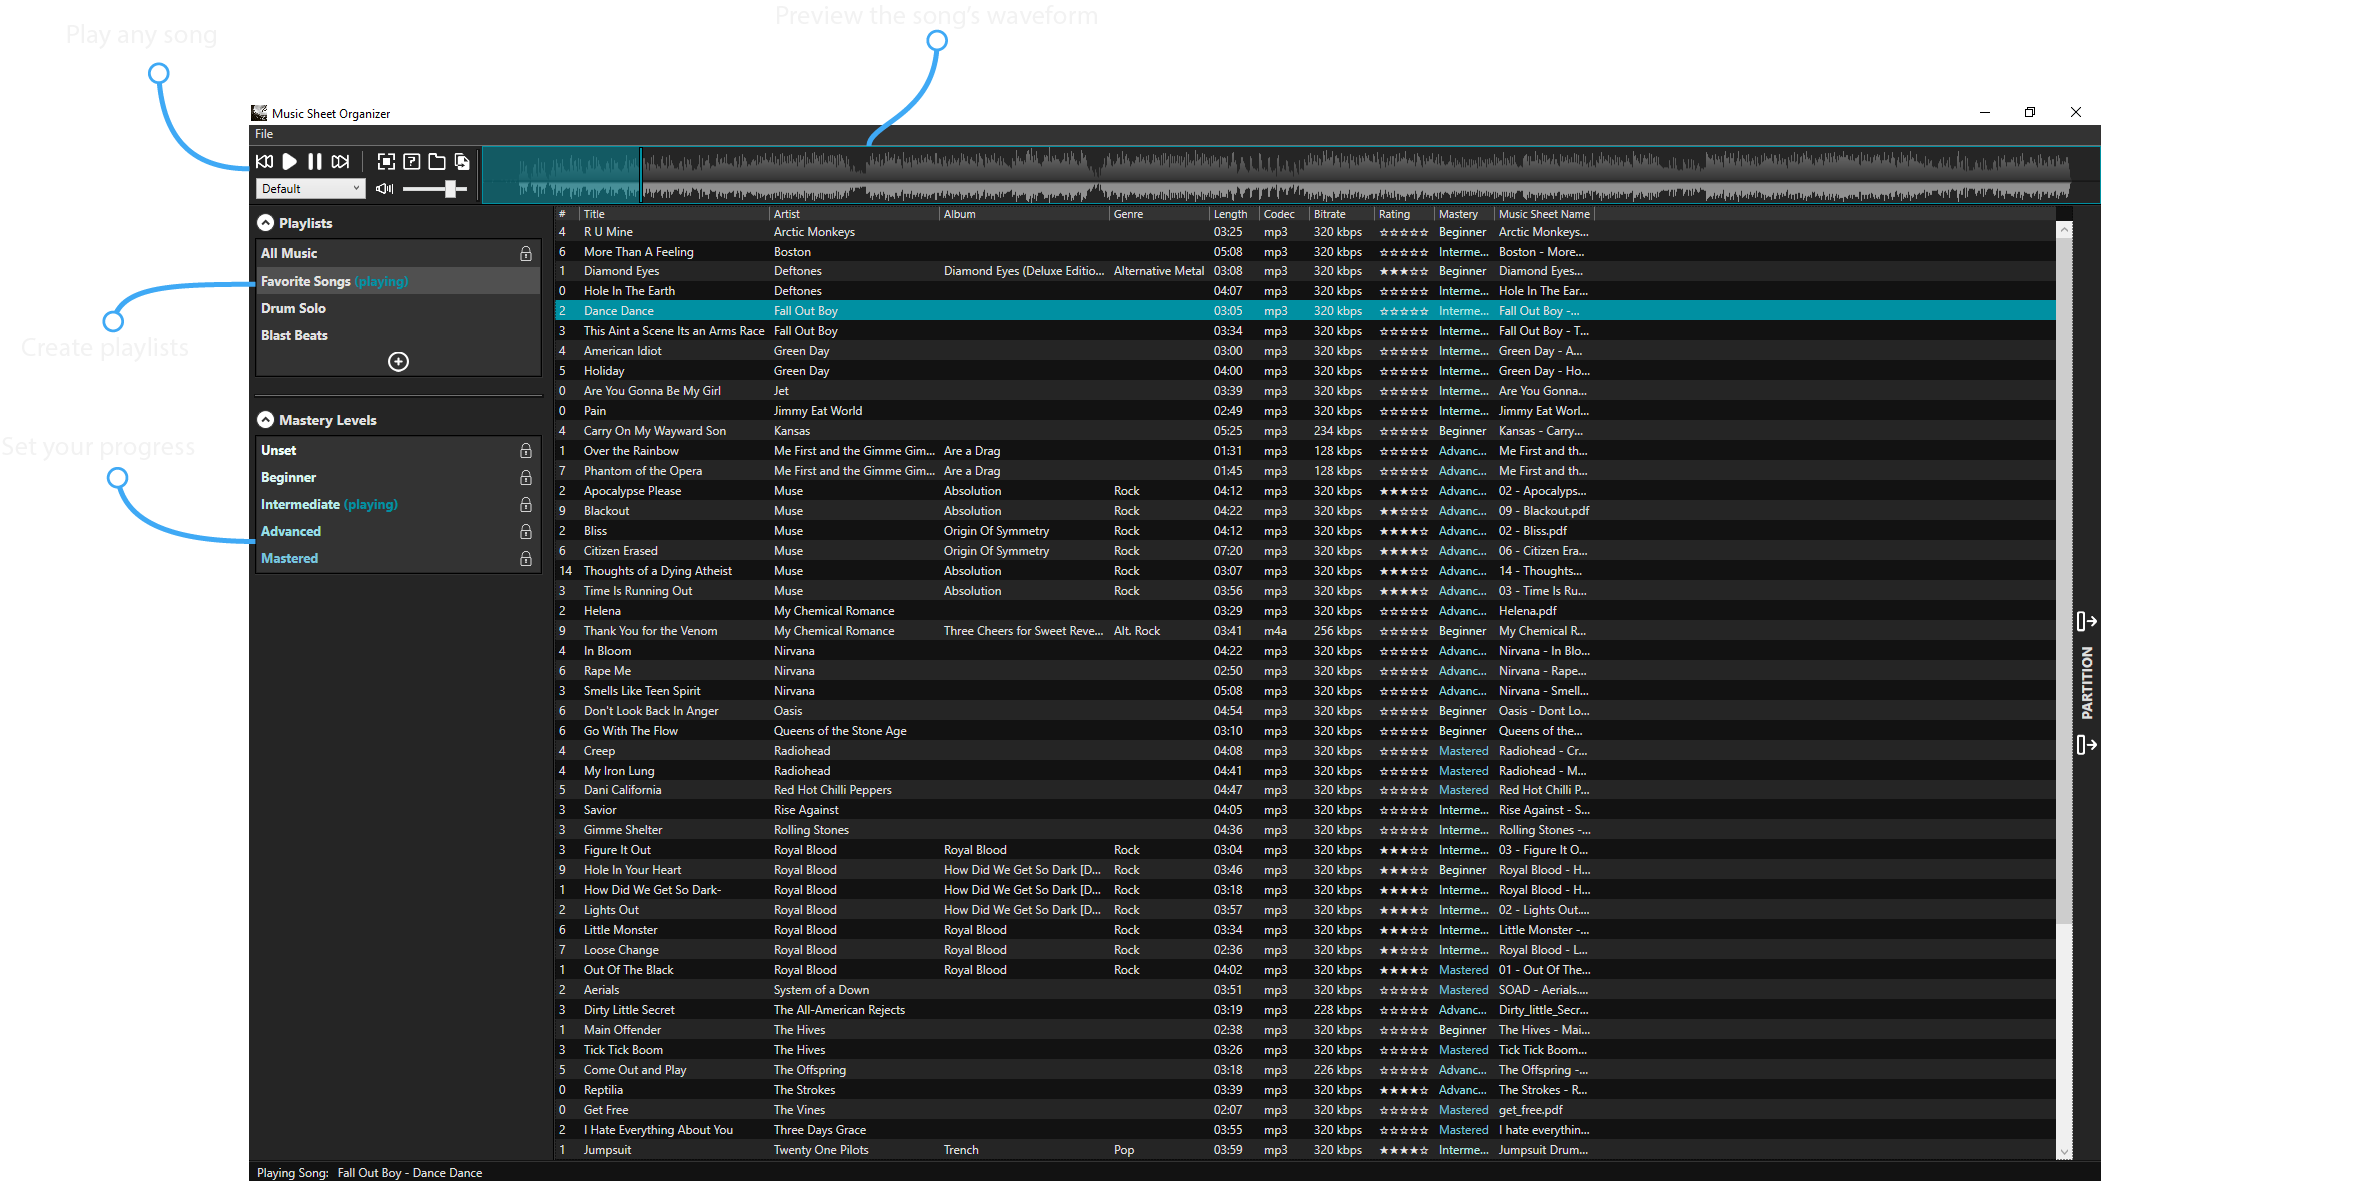 Preview the song's waveform
Play any song
Music Sheet Organizer
File
Default
Playlists
All Music
Favorite Songs (playing)
Drum Solo
Blast Beats
Create playlists
Mastery Levels
Set your progress
Unset
Beginner
Intermediate (playing)
Advanced
Mastered
# Title Artist Album Genre Length Codec Bitrate Rating Mastery Music Sheet Name
4 R U Mine Arctic Monkeys 03:25 mp3 320 kbps ☆☆☆☆☆ Beginner Arctic Monkeys...
6 More Than A Feeling Boston 05:08 mp3 320 kbps ☆☆☆☆☆ Interme... Boston - More...
1 Diamond Eyes Deftones Diamond Eyes (Deluxe Editio... Alternative Metal 03:08 mp3 320 kbps ★★★☆☆ Beginner Diamond Eyes...
0 Hole In The Earth Deftones 04:07 mp3 320 kbps ☆☆☆☆☆ Interme... Hole In The Ear...
2 Dance Dance Fall Out Boy 03:05 mp3 320 kbps ☆☆☆☆☆ Interme... Fall Out Boy -...
3 This Aint a Scene Its an Arms Race Fall Out Boy 03:34 mp3 320 kbps ☆☆☆☆☆ Interme... Fall Out Boy - T...
4 American Idiot Green Day 03:00 mp3 320 kbps ☆☆☆☆☆ Interme... Green Day - A...
5 Holiday Green Day 04:00 mp3 320 kbps ☆☆☆☆☆ Interme... Green Day - Ho...
0 Are You Gonna Be My Girl Jet 03:39 mp3 320 kbps ☆☆☆☆☆ Interme... Are You Gonna...
0 Pain Jimmy Eat World 02:49 mp3 320 kbps ☆☆☆☆☆ Interme... Jimmy Eat Worl...
4 Carry On My Wayward Son Kansas 05:25 mp3 234 kbps ☆☆☆☆☆ Beginner Kansas - Carry...
1 Over the Rainbow Me First and the Gimme Gim... Are a Drag 01:31 mp3 128 kbps ☆☆☆☆☆ Advanc... Me First and th...
7 Phantom of the Opera Me First and the Gimme Gim... Are a Drag 01:45 mp3 128 kbps ☆☆☆☆☆ Advanc... Me First and th...
2 Apocalypse Please Muse Absolution Rock 04:12 mp3 320 kbps ★★★☆☆ Advanc... 02 - Apocalyps...
9 Blackout Muse Absolution Rock 04:22 mp3 320 kbps ★★☆☆☆ Advanc... 09 - Blackout.pdf
2 Bliss Muse Origin Of Symmetry Rock 04:12 mp3 320 kbps ★★★★☆ Advanc... 02 - Bliss.pdf
6 Citizen Erased Muse Origin Of Symmetry Rock 07:20 mp3 320 kbps ★★★★☆ Advanc... 06 - Citizen Era...
14 Thoughts of a Dying Atheist Muse Absolution Rock 03:07 mp3 320 kbps ★★★☆☆ Advanc... 14 - Thoughts...
3 Time Is Running Out Muse Absolution Rock 03:56 mp3 320 kbps ★★★★☆ Advanc... 03 - Time Is Ru...
2 Helena My Chemical Romance 03:29 mp3 320 kbps ☆☆☆☆☆ Advanc... Helena.pdf
9 Thank You for the Venom My Chemical Romance Three Cheers for Sweet Reve... Alt. Rock 03:41 m4a 256 kbps ☆☆☆☆☆ Beginner My Chemical R...
4 In Bloom Nirvana 04:22 mp3 320 kbps ☆☆☆☆☆ Advanc... Nirvana - In Blo...
6 Rape Me Nirvana 02:50 mp3 320 kbps ☆☆☆☆☆ Advanc... Nirvana - Rape...
3 Smells Like Teen Spirit Nirvana 05:08 mp3 320 kbps ☆☆☆☆☆ Advanc... Nirvana - Smell...
6 Don't Look Back In Anger Oasis 04:54 mp3 320 kbps ☆☆☆☆☆ Beginner Oasis - Dont Lo...
6 Go With The Flow Queens of the Stone Age 03:10 mp3 320 kbps ☆☆☆☆☆ Beginner Queens of the...
4 Creep Radiohead 04:08 mp3 320 kbps ☆☆☆☆☆ Mastered Radiohead - Cr...
4 My Iron Lung Radiohead 04:41 mp3 320 kbps ☆☆☆☆☆ Mastered Radiohead - M...
5 Dani California Red Hot Chilli Peppers 04:47 mp3 320 kbps ☆☆☆☆☆ Mastered Red Hot Chilli P...
3 Savior Rise Against 04:05 mp3 320 kbps ☆☆☆☆☆ Interme... Rise Against - S...
3 Gimme Shelter Rolling Stones 04:36 mp3 320 kbps ☆☆☆☆☆ Interme... Rolling Stones -...
3 Figure It Out Royal Blood Royal Blood Rock 03:04 mp3 320 kbps ★★★☆☆ Interme... 03 - Figure It O...
9 Hole In Your Heart Royal Blood How Did We Get So Dark [D... Rock 03:46 mp3 320 kbps ★★★☆☆ Beginner Royal Blood - H...
1 How Did We Get So Dark- Royal Blood How Did We Get So Dark [D... Rock 03:18 mp3 320 kbps ★★★★☆ Interme... Royal Blood - H...
2 Lights Out Royal Blood How Did We Get So Dark [D... Rock 03:57 mp3 320 kbps ★★★★☆ Interme... 02 - Lights Out....
6 Little Monster Royal Blood Royal Blood Rock 03:34 mp3 320 kbps ★★★☆☆ Interme... Little Monster -...
7 Loose Change Royal Blood Royal Blood Rock 02:36 mp3 320 kbps ★★☆☆☆ Interme... Royal Blood - L...
1 Out Of The Black Royal Blood Royal Blood Rock 04:02 mp3 320 kbps ★★★★☆ Mastered 01 - Out Of The...
2 Aerials System of a Down 03:51 mp3 320 kbps ☆☆☆☆☆ Mastered SOAD - Aerials....
3 Dirty Little Secret The All-American Rejects 03:19 mp3 228 kbps ☆☆☆☆☆ Advanc... Dirty_little_Secr...
1 Main Offender The Hives 02:38 mp3 320 kbps ☆☆☆☆☆ Beginner The Hives - Mai...
3 Tick Tick Boom The Hives 03:26 mp3 320 kbps ☆☆☆☆☆ Mastered Tick Tick Boom...
5 Come Out and Play The Offspring 03:18 mp3 226 kbps ☆☆☆☆☆ Advanc... The Offspring -...
0 Reptilia The Strokes 03:39 mp3 320 kbps ★★★★☆ Advanc... The Strokes - R...
0 Get Free The Vines 02:07 mp3 320 kbps ☆☆☆☆☆ Mastered get_free.pdf
2 I Hate Everything About You Three Days Grace 03:55 mp3 320 kbps ☆☆☆☆☆ Mastered I hate everythin...
1 Jumpsuit Twenty One Pilots Trench Pop 03:59 mp3 320 kbps ★★★★☆ Interme... Jumpsuit Drum...
PARTITION
Playing Song: Fall Out Boy - Dance Dance